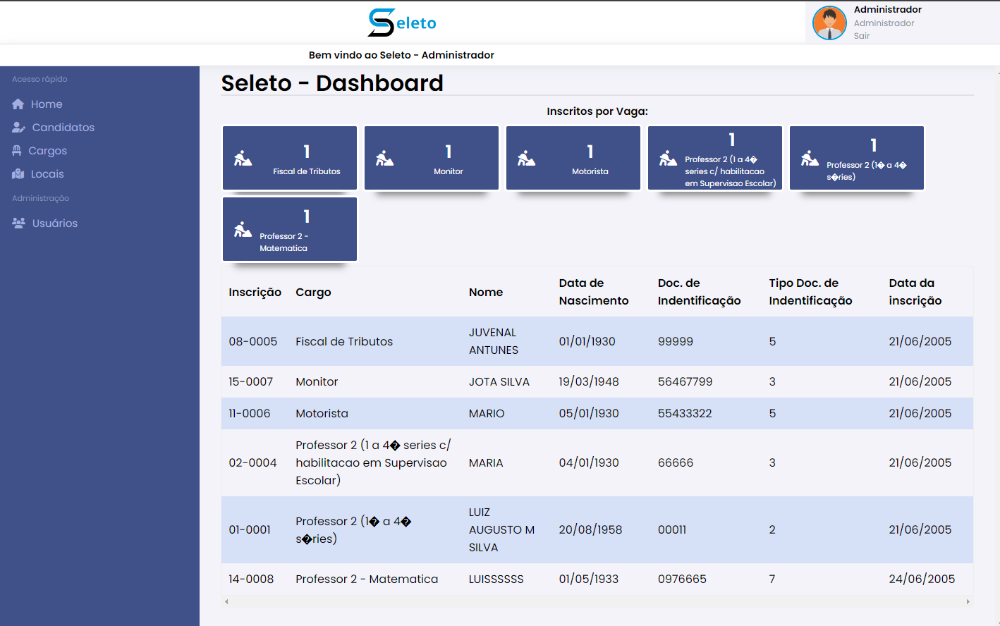 Seleto
Administrador
Administrador
Sair
Bem vindo ao Seleto - Administrador
Acesso rápido
Home
Candidatos
Cargos
Locais
Administração
Usuários
Seleto - Dashboard
Inscritos por Vaga:
1
Fiscal de Tributos
1
Monitor
1
Motorista
1
Professor 2 (1 a 4�
series c/ habilitacao
em Supervisao Escolar)
1
Professor 2 (1� a 4�
s�ries)
1
Professor 2 -
Matematica
Inscrição Cargo Nome Data de Nascimento Doc. de Indentificação Tipo Doc. de Indentificação Data da inscrição
08-0005 Fiscal de Tributos JUVENAL ANTUNES 01/01/1930 99999 5 21/06/2005
15-0007 Monitor JOTA SILVA 19/03/1948 56467799 3 21/06/2005
11-0006 Motorista MARIO 05/01/1930 55433322 5 21/06/2005
02-0004 Professor 2 (1 a 4� series c/ habilitacao em Supervisao Escolar) MARIA 04/01/1930 66666 3 21/06/2005
01-0001 Professor 2 (1� a 4� s�ries) LUIZ AUGUSTO M SILVA 20/08/1958 00011 2 21/06/2005
14-0008 Professor 2 - Matematica LUISSSSSS 01/05/1933 0976665 7 24/06/2005